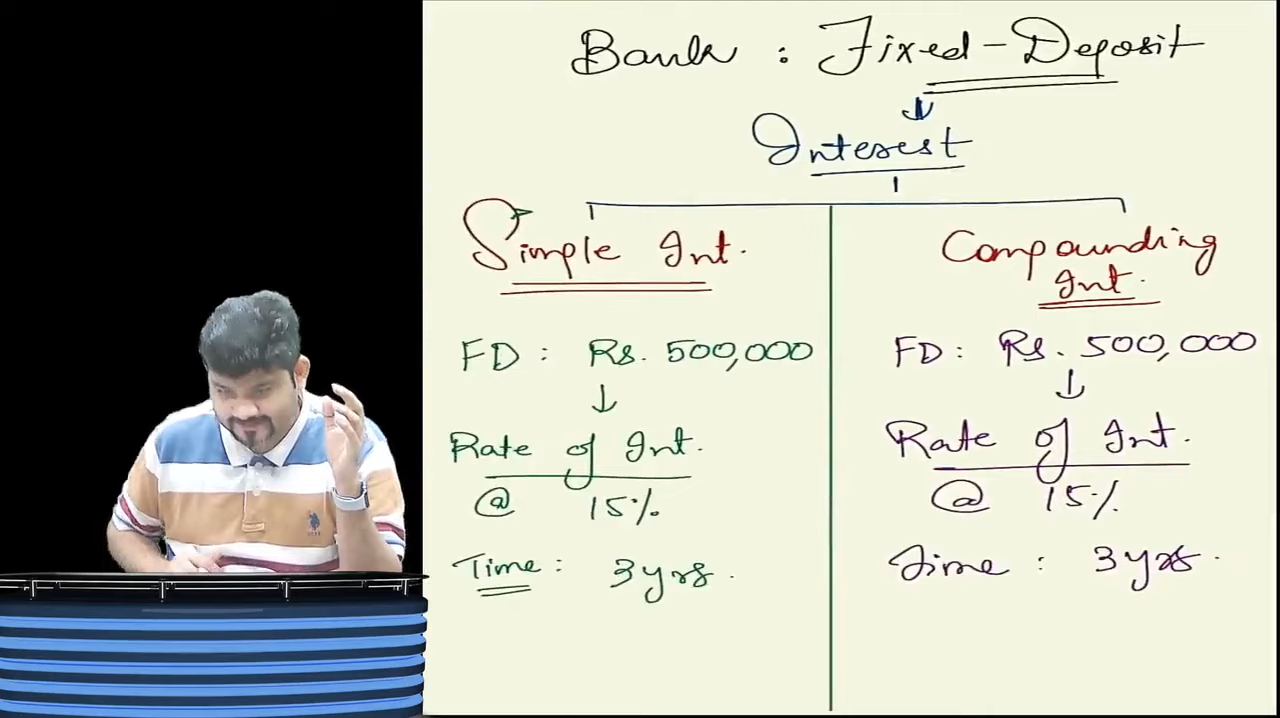 Bank : Fixed-Deposit
Interest
Simple Int.
FD : Rs. 500,000
Rate of Int.
@ 15%
Time : 3 yrs.
Compounding
Int.
FD : Rs. 500,000
Rate of Int.
@ 15%
Time : 3 yrs.